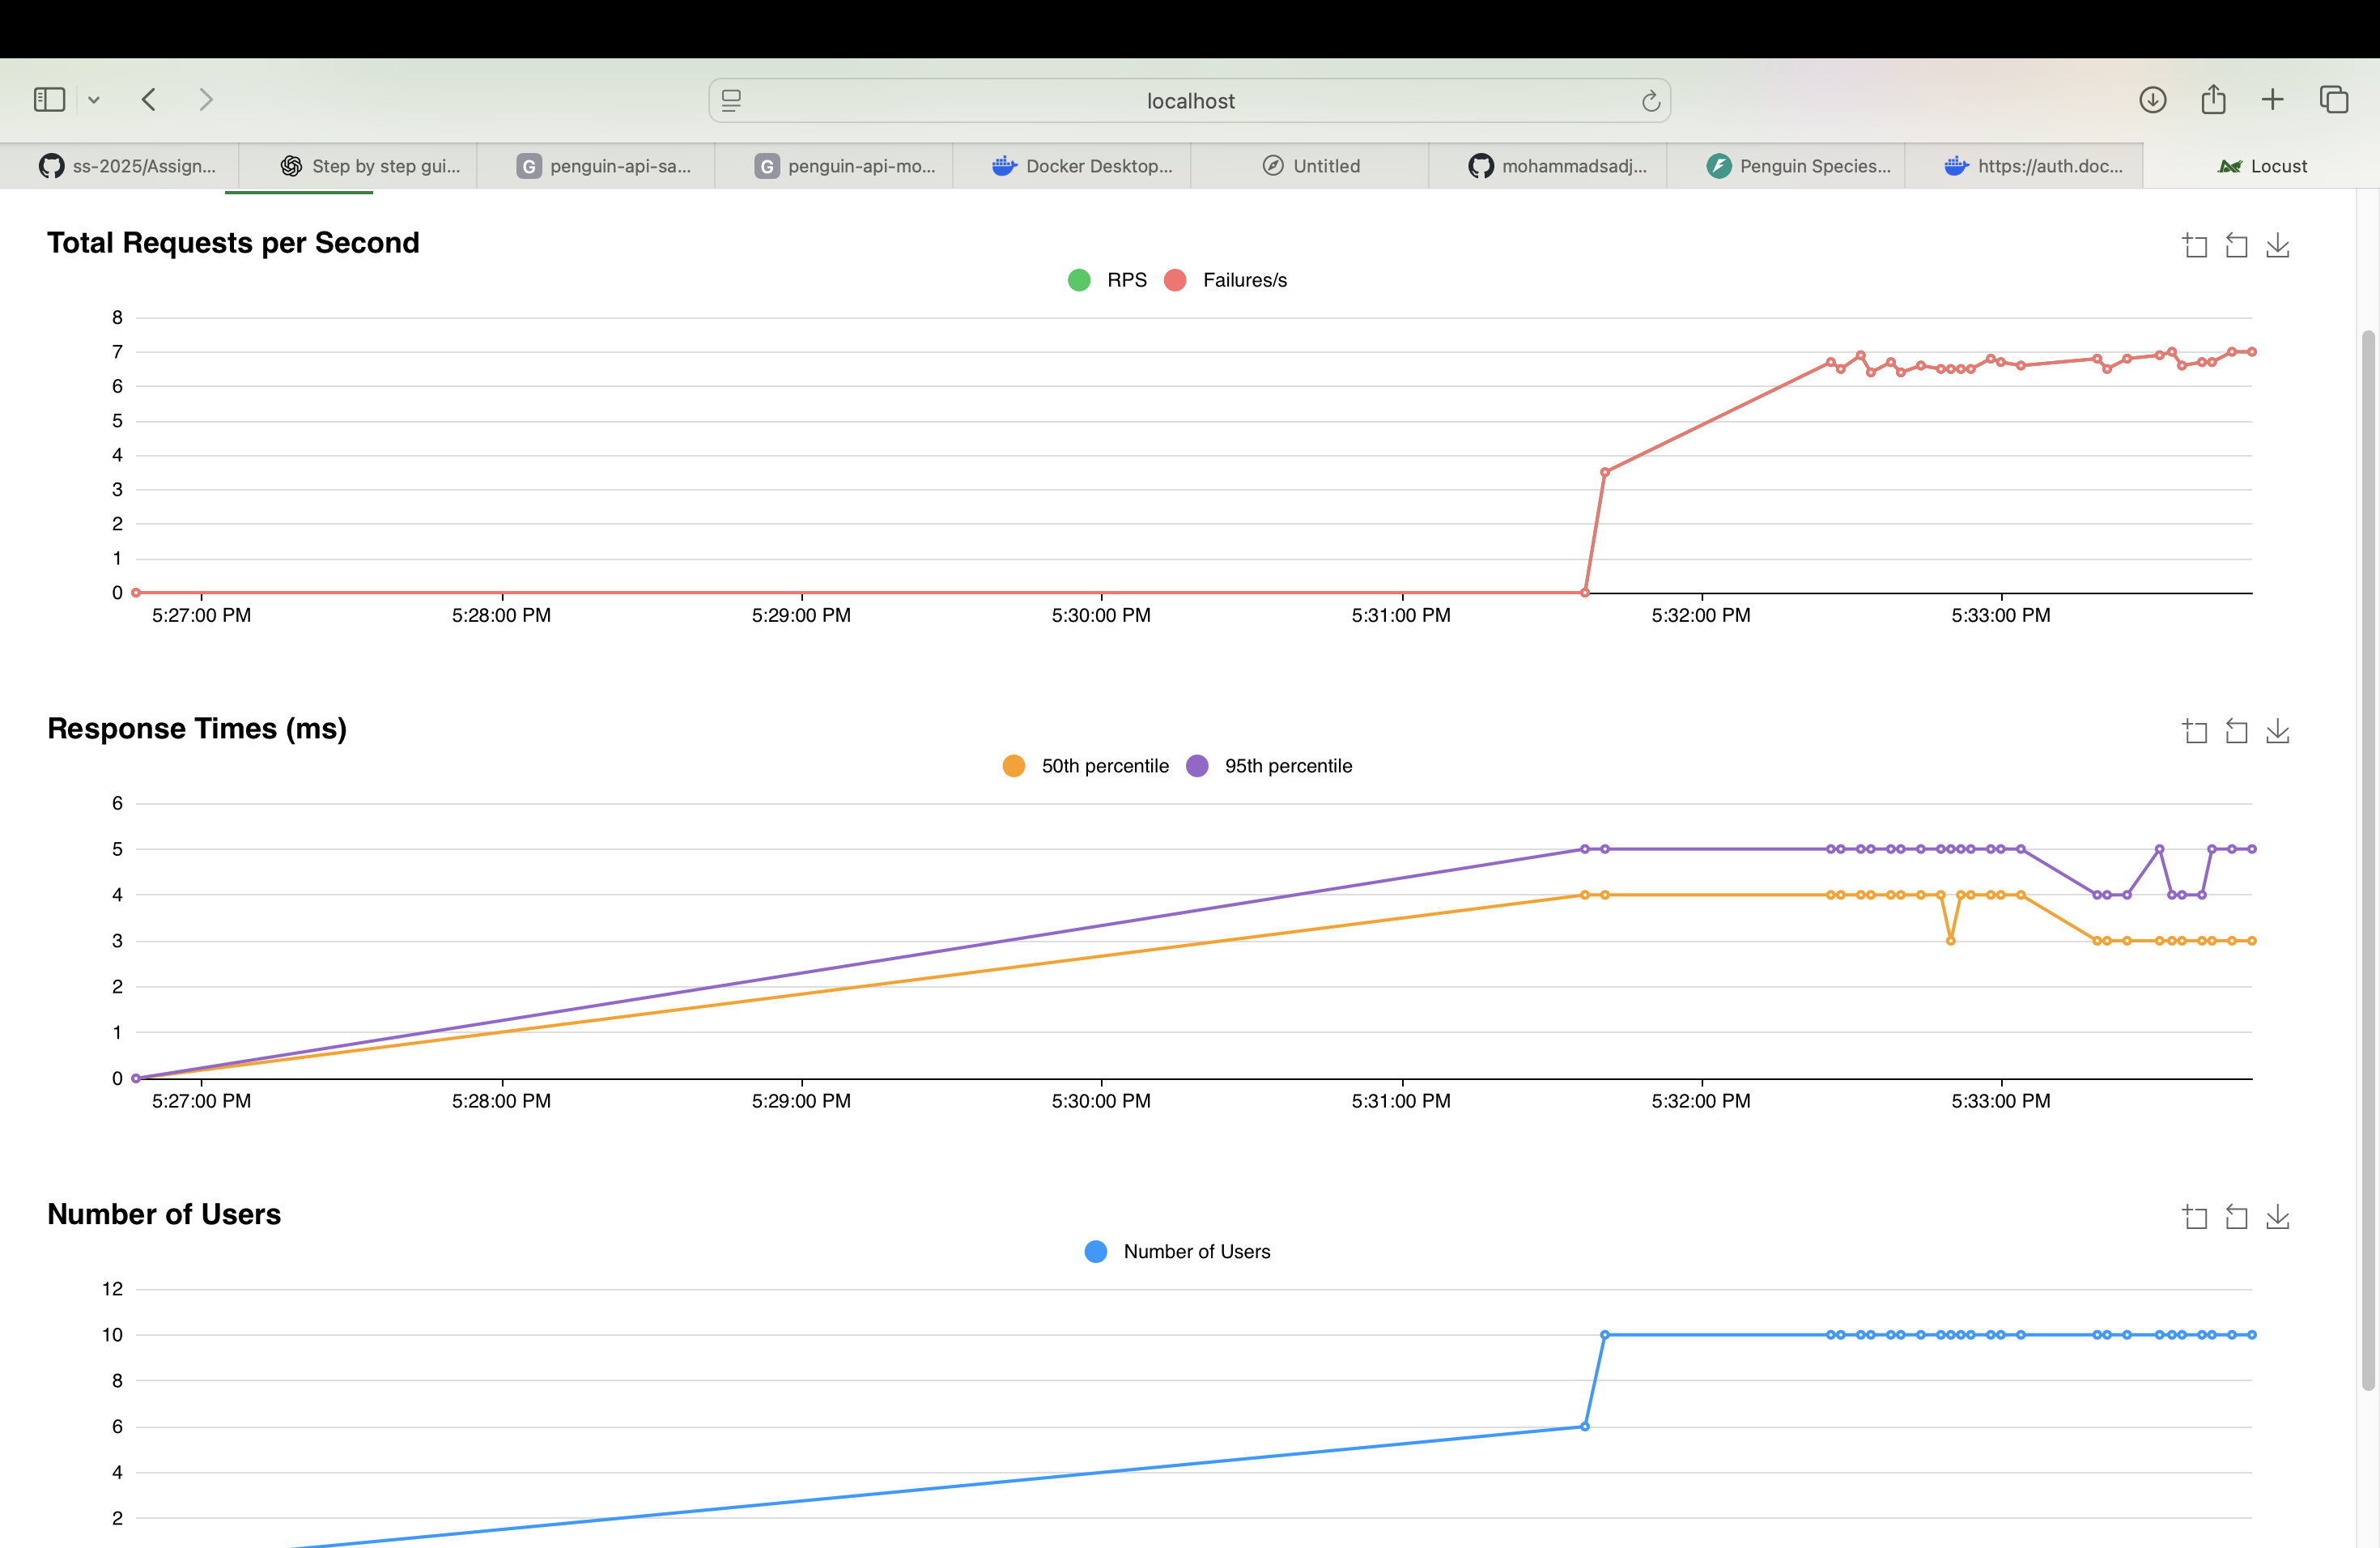 localhost
ss-2025/Assign... Step by step gui... penguin-api-sa... penguin-api-mo... Docker Desktop... Untitled mohammadsadj... Penguin Species... https://auth.doc... Locust
Total Requests per Second
RPS Failures/s
8
7
6
5
4
3
2
1
0
5:27:00 PM 5:28:00 PM 5:29:00 PM 5:30:00 PM 5:31:00 PM 5:32:00 PM 5:33:00 PM
Response Times (ms)
50th percentile 95th percentile
6
5
4
3
2
1
0
5:27:00 PM 5:28:00 PM 5:29:00 PM 5:30:00 PM 5:31:00 PM 5:32:00 PM 5:33:00 PM
Number of Users
Number of Users
12
10
8
6
4
2